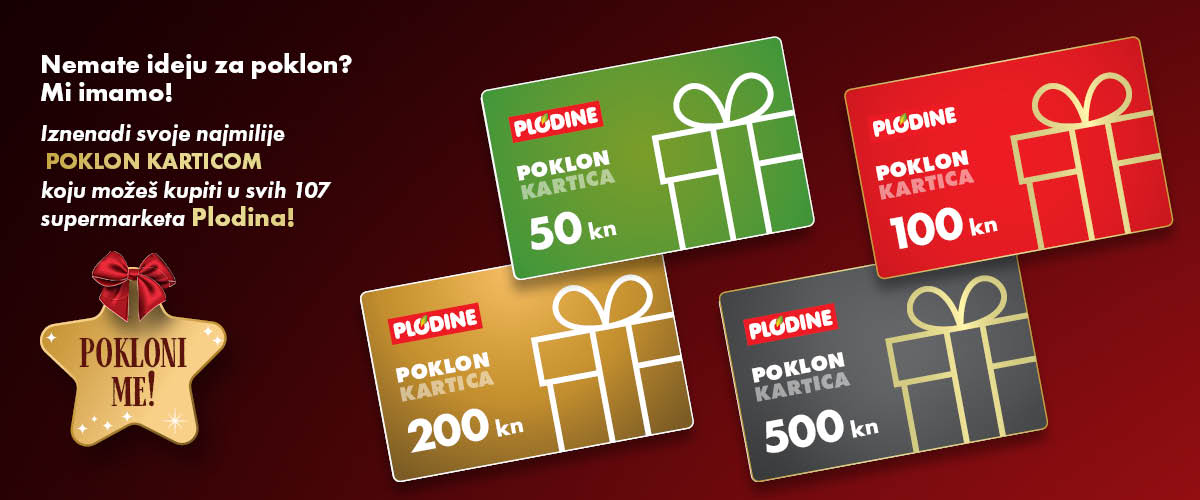 Nemate ideju za poklon?
Mi imamo!
Iznenadi svoje najmilije
POKLON KARTICOM
koju možeš kupiti u svih 107
supermarketa Plodina!
POKLONI
ME!
PLODINE
POKLON
KARTICA
50 kn
PLODINE
POKLON
KARTICA
100 kn
PLODINE
POKLON
KARTICA
200 kn
PLODINE
POKLON
KARTICA
500 kn